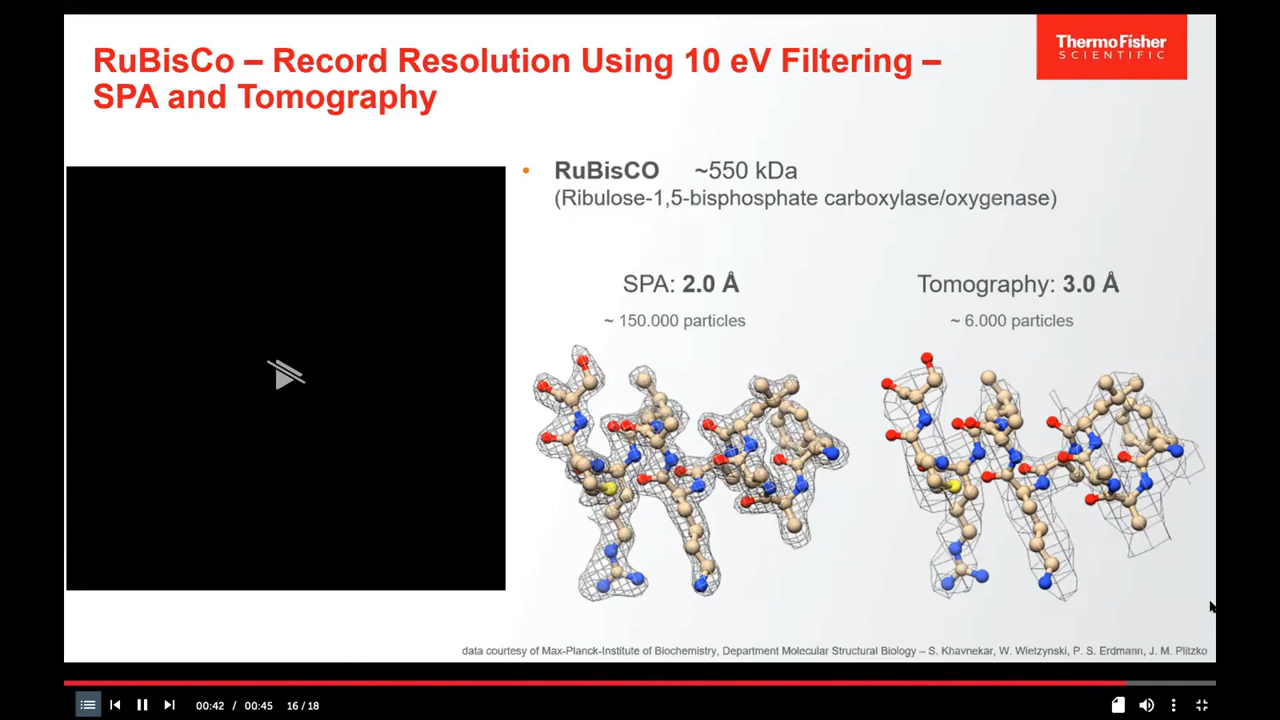 RuBisCo – Record Resolution Using 10 eV Filtering –
SPA and Tomography
ThermoFisher
SCIENTIFIC
• RuBisCO ~550 kDa
(Ribulose-1,5-bisphosphate carboxylase/oxygenase)
SPA: 2.0 Å
~ 150.000 particles
Tomography: 3.0 Å
~ 6.000 particles
data courtesy of Max-Planck-Institute of Biochemistry, Department Molecular Structural Biology – S. Khavnekar, W. Wietzynski, P. S. Erdmann, J. M. Plitzko
00:42 / 00:45 16 / 18